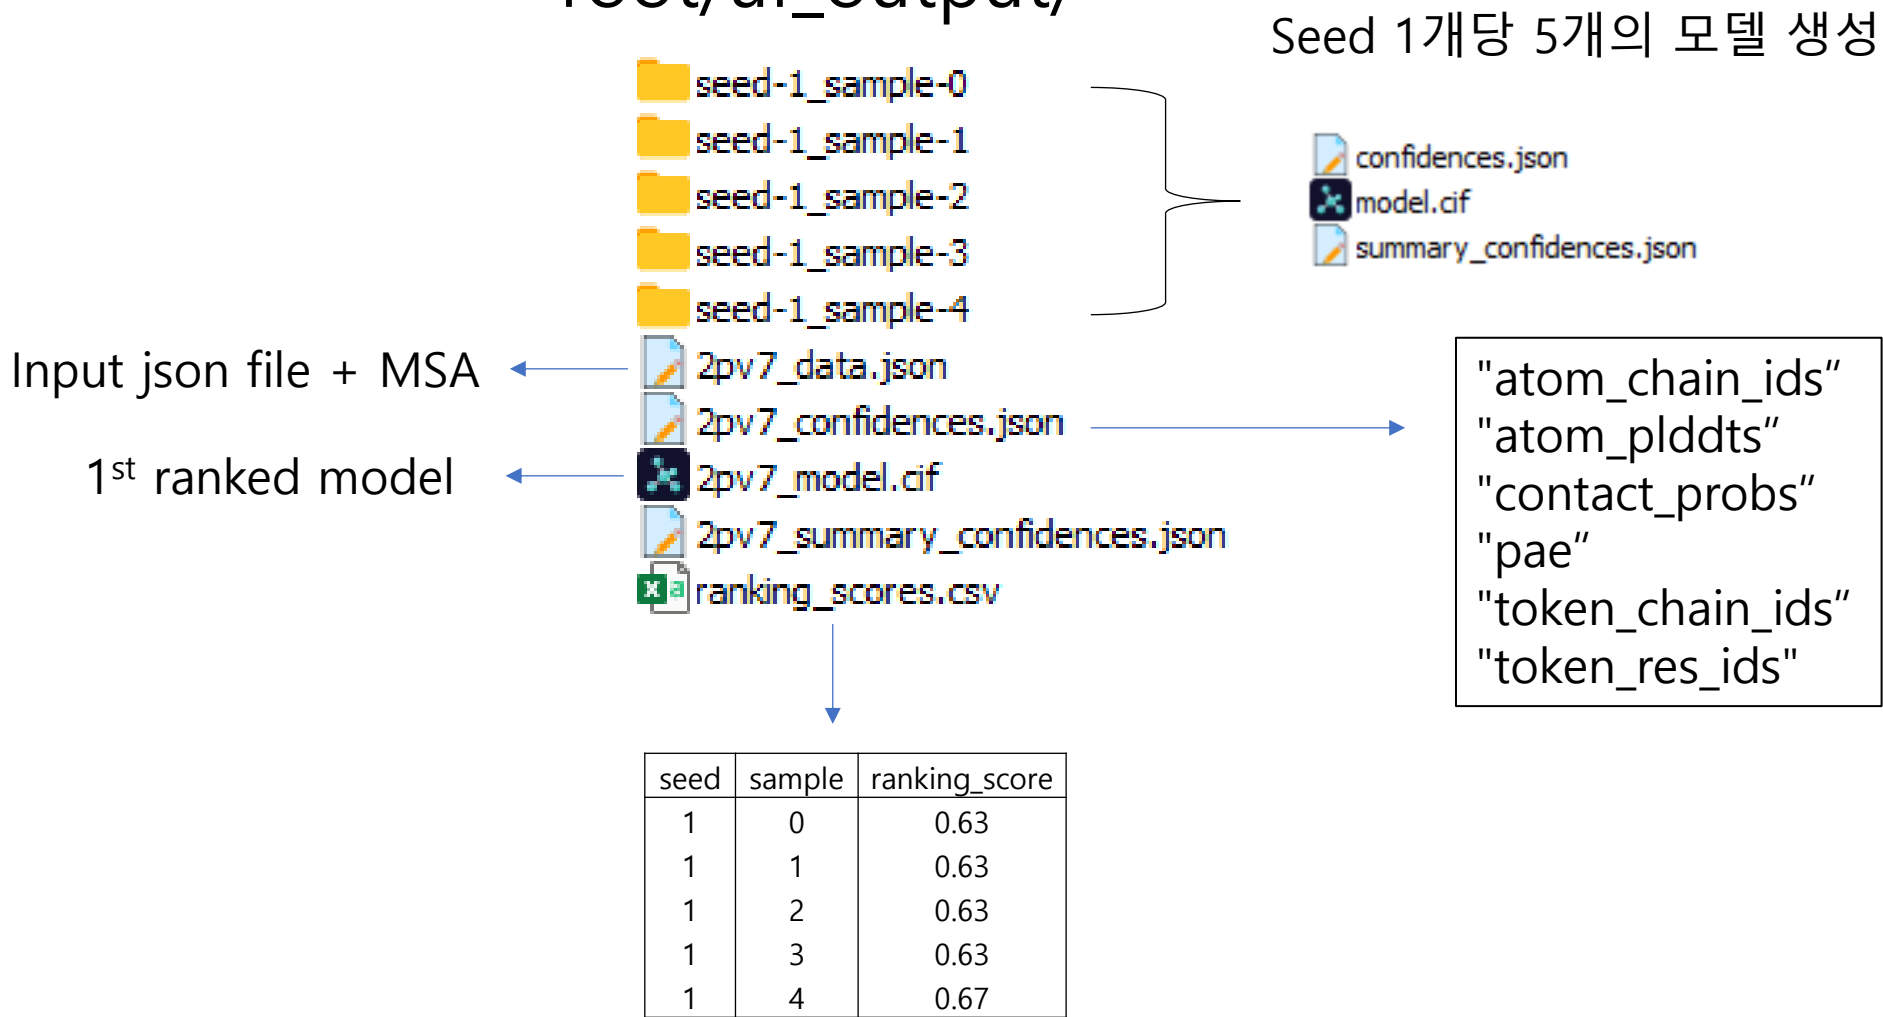 Seed 1개당 5개의 모델 생성
seed-1_sample-0
seed-1_sample-1
seed-1_sample-2
seed-1_sample-3
seed-1_sample-4
confidences.json
model.cif
summary_confidences.json
Input json file + MSA
2pv7_data.json
2pv7_confidences.json
1st ranked model
2pv7_model.cif
2pv7_summary_confidences.json
ranking_scores.csv
"atom_chain_ids“
"atom_plddts“
"contact_probs“
"pae“
"token_chain_ids“
"token_res_ids"
seed sample ranking_score
1 0 0.63
1 1 0.63
1 2 0.63
1 3 0.63
1 4 0.67